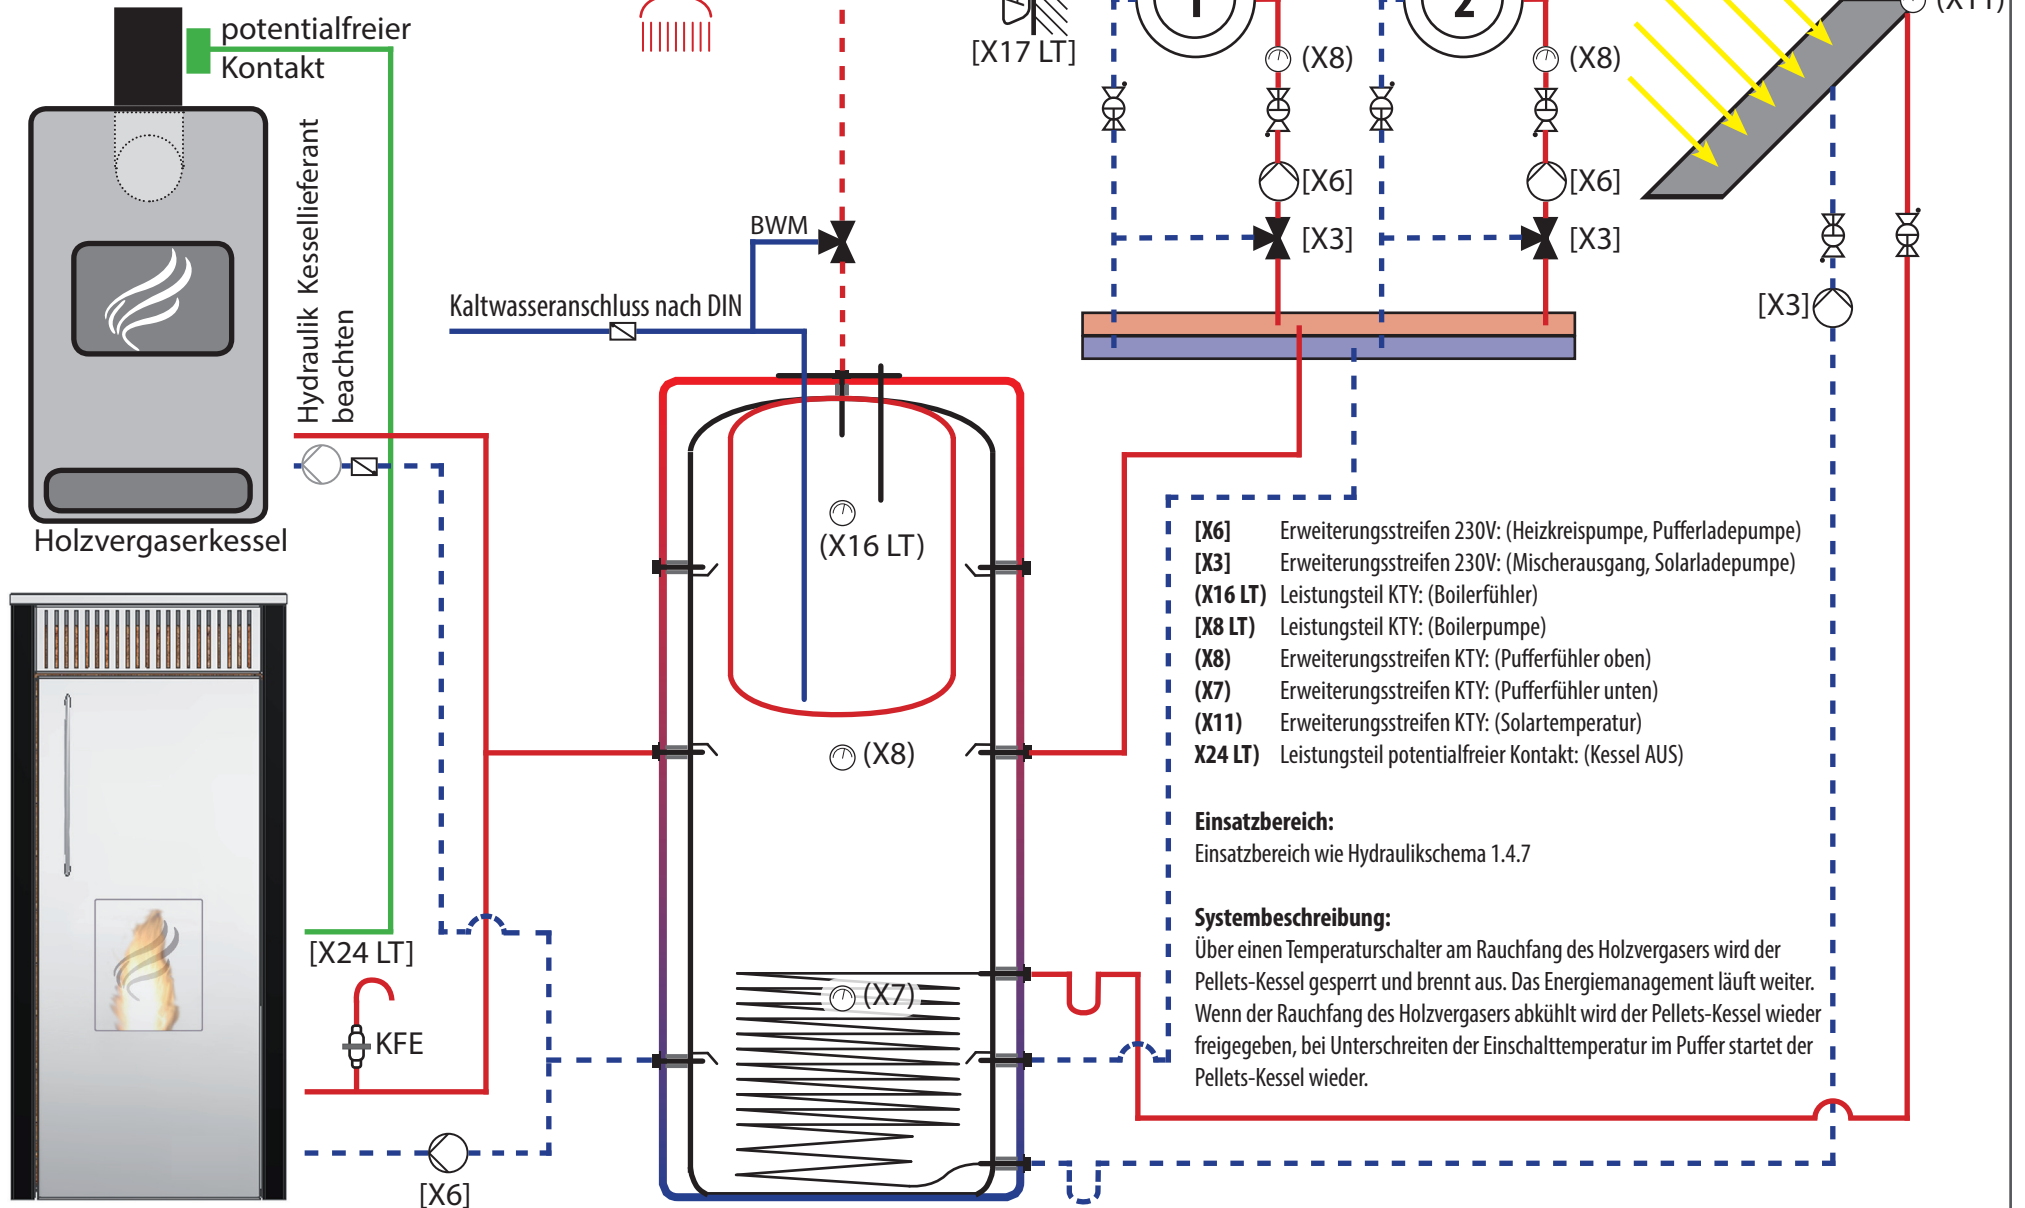 potentialfreier
Kontakt
[X17 LT]
1
2
(X11)
(X8)
(X8)
[X6]
[X6]
BWM
[X3]
[X3]
Hydraulik Kessellieferant
beachten
Kaltwasseranschluss nach DIN
[X3]
Holzvergaserkessel
(X16 LT)
[X6] Erweiterungsstreifen 230V: (Heizkreispumpe, Pufferladepumpe)
[X3] Erweiterungsstreifen 230V: (Mischerausgang, Solarladepumpe)
(X16 LT) Leistungsteil KTY: (Boilerfühler)
[X8 LT) Leistungsteil KTY: (Boilerpumpe)
(X8) Erweiterungsstreifen KTY: (Pufferfühler oben)
(X7) Erweiterungsstreifen KTY: (Pufferfühler unten)
(X11) Erweiterungsstreifen KTY: (Solartemperatur)
X24 LT) Leistungsteil potentialfreier Kontakt: (Kessel AUS)
(X8)
Einsatzbereich:
Einsatzbereich wie Hydraulikschema 1.4.7
Systembeschreibung:
Über einen Temperaturschalter am Rauchfang des Holzvergasers wird der
Pellets-Kessel gesperrt und brennt aus. Das Energiemanagement läuft weiter.
Wenn der Rauchfang des Holzvergasers abkühlt wird der Pellets-Kessel wieder
freigegeben, bei Unterschreiten der Einschalttemperatur im Puffer startet der
Pellets-Kessel wieder.
[X24 LT]
(X7)
KFE
[X6]